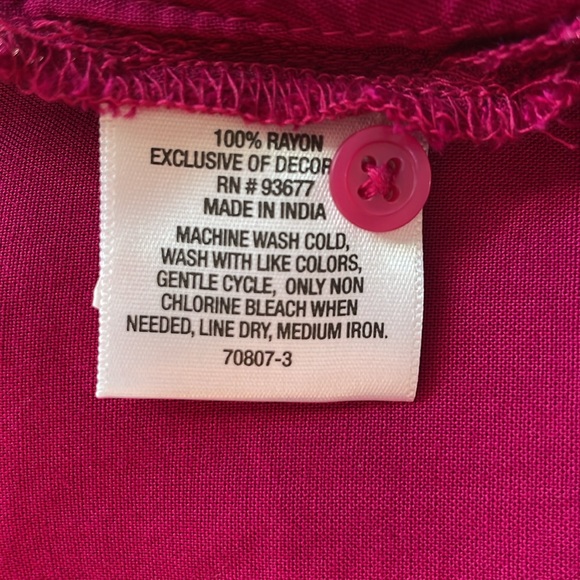 100% RAYON
EXCLUSIVE OF DECOR
RN # 93677
MADE IN INDIA
MACHINE WASH COLD,
WASH WITH LIKE COLORS,
GENTLE CYCLE, ONLY NON
CHLORINE BLEACH WHEN
NEEDED, LINE DRY, MEDIUM IRON.
70807-3